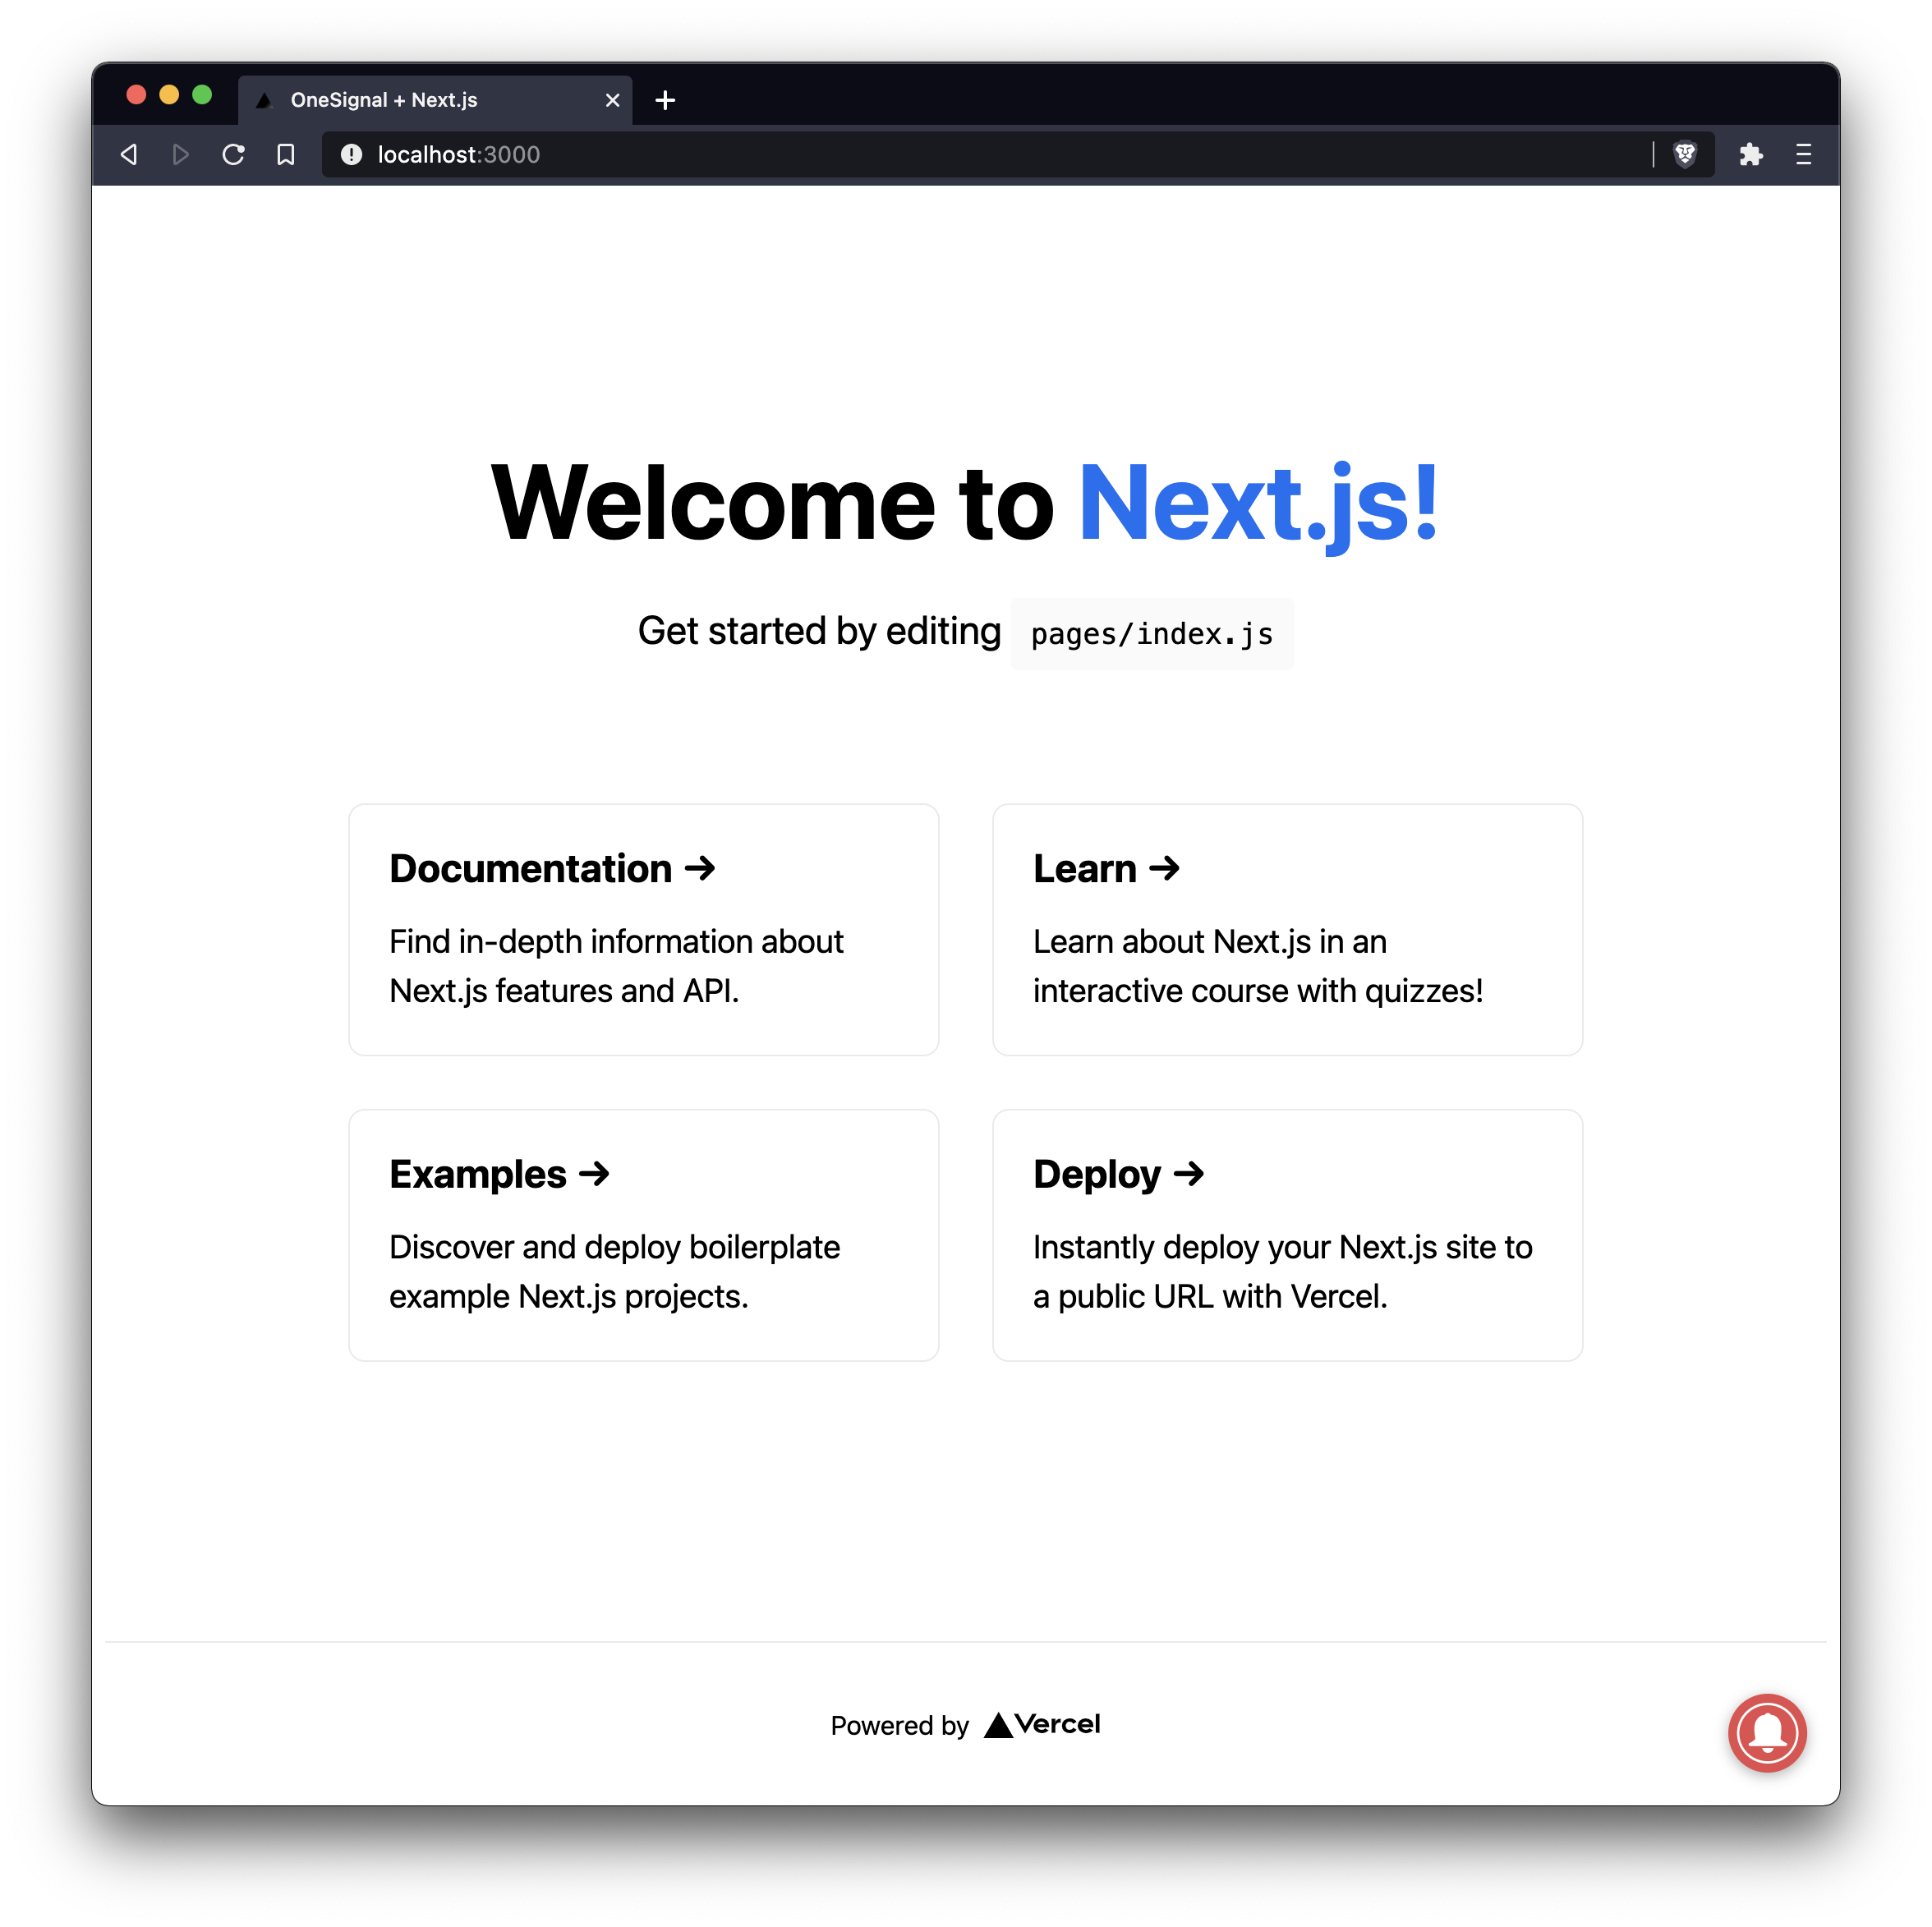 OneSignal + Next.js
localhost:3000
Welcome to Next.js!
Get started by editing pages/index.js
Documentation →
Find in-depth information about
Next.js features and API.
Learn →
Learn about Next.js in an
interactive course with quizzes!
Examples →
Discover and deploy boilerplate
example Next.js projects.
Deploy →
Instantly deploy your Next.js site to
a public URL with Vercel.
Powered by Vercel